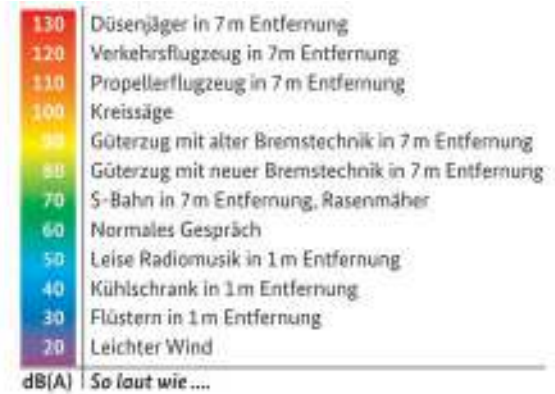 130 Düsenjäger in 7 m Entfernung
120 Verkehrsflugzeug in 7m Entfernung
110 Propellerflugzeug in 7 m Entfernung
100 Kreissäge
90 Güterzug mit alter Bremstechnik in 7 m Entfernung
80 Güterzug mit neuer Bremstechnik in 7 m Entfernung
70 S-Bahn in 7 m Entfernung, Rasenmäher
60 Normales Gespräch
50 Leise Radiomusik in 1 m Entfernung
40 Kühlschrank in 1 m Entfernung
30 Flüstern in 1 m Entfernung
20 Leichter Wind
dB(A) So laut wie ....